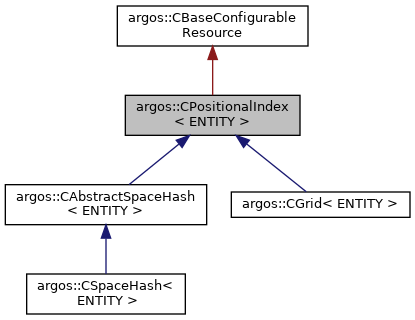 argos::CBaseConfigurable
Resource
argos::CPositionalIndex
< ENTITY >
argos::CAbstractSpaceHash
< ENTITY >
argos::CGrid< ENTITY >
argos::CSpaceHash<
ENTITY >